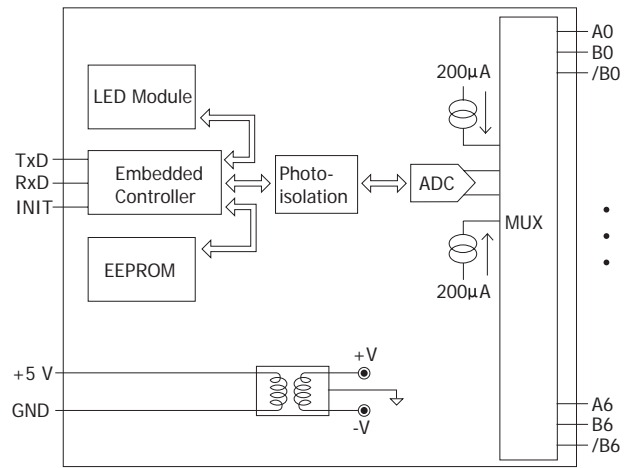 A0
B0
/B0
200µA
LED Module
TxD
RxD
INIT
Embedded
Controller
Photo-
isolation
ADC
MUX
EEPROM
200µA
+5 V
GND
+V
-V
A6
B6
/B6